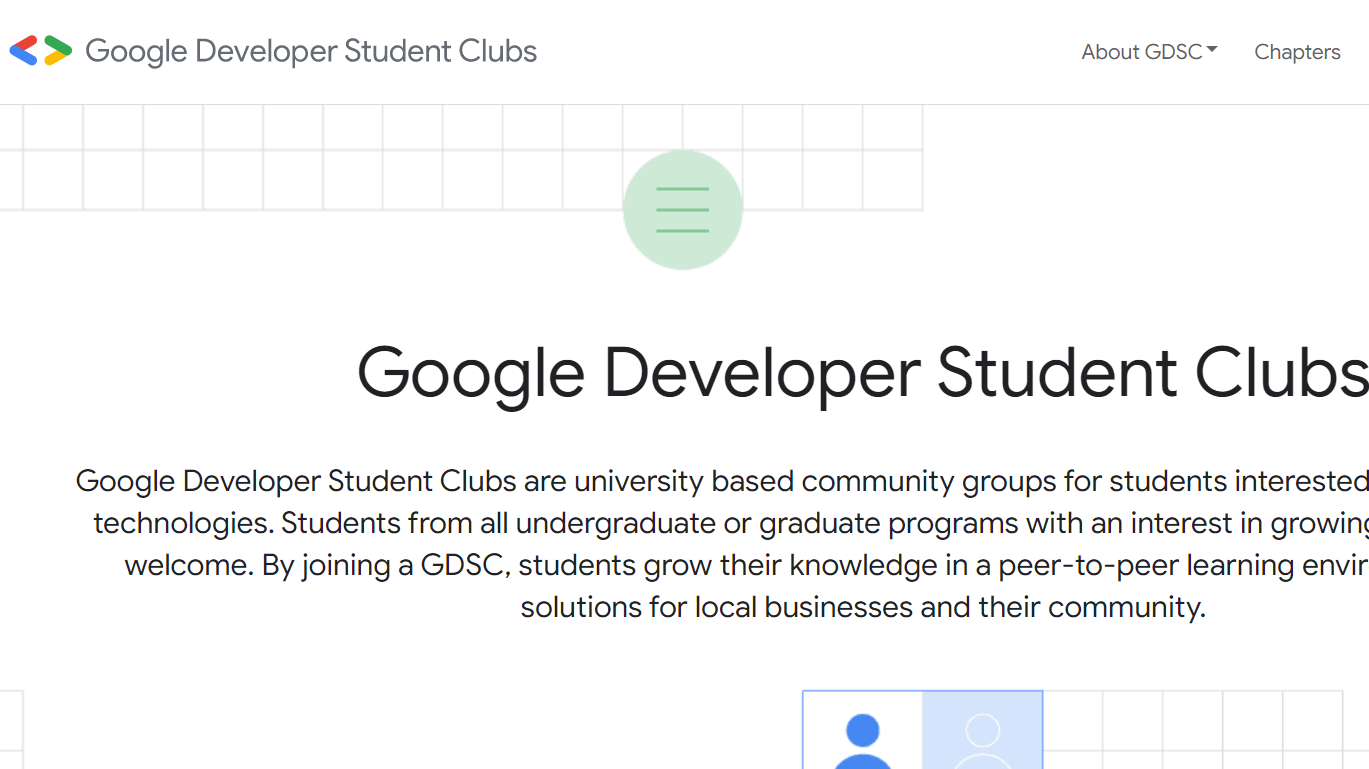 Google Developer Student Clubs
About GDSC
Chapters
Google Developer Student Clubs
Google Developer Student Clubs are university based community groups for students interested
technologies. Students from all undergraduate or graduate programs with an interest in growing
welcome. By joining a GDSC, students grow their knowledge in a peer-to-peer learning envir
solutions for local businesses and their community.